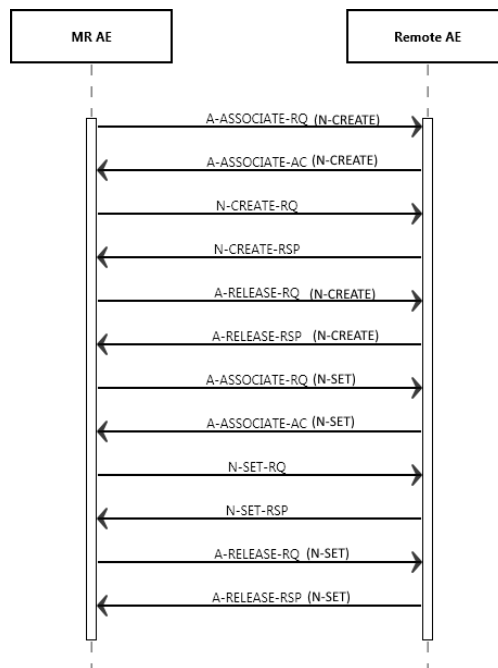 MR AE
Remote AE
A-ASSOCIATE-RQ (N-CREATE)
A-ASSOCIATE-AC (N-CREATE)
N-CREATE-RQ
N-CREATE-RSP
A-RELEASE-RQ (N-CREATE)
A-RELEASE-RSP (N-CREATE)
A-ASSOCIATE-RQ (N-SET)
A-ASSOCIATE-AC (N-SET)
N-SET-RQ
N-SET-RSP
A-RELEASE-RQ (N-SET)
A-RELEASE-RSP (N-SET)